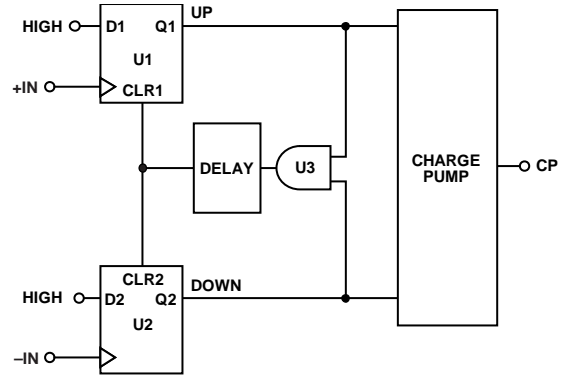 UP
HIGH
D1
Q1
U1
+IN
CLR1
DELAY
U3
CHARGE
PUMP
CP
CLR2
DOWN
HIGH
D2
Q2
U2
–IN